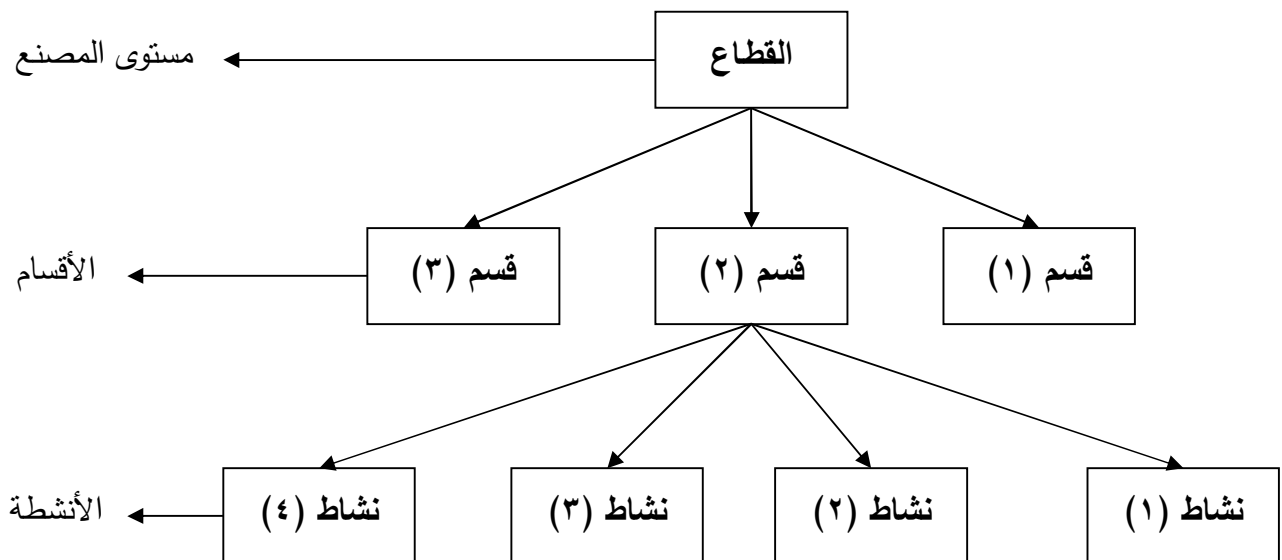 القطاع
مستوى المصنع
قسم (١)
قسم (٢)
قسم (٣)
الأقسام
نشاط (١)
نشاط (٢)
نشاط (٣)
نشاط (٤)
الأنشطة